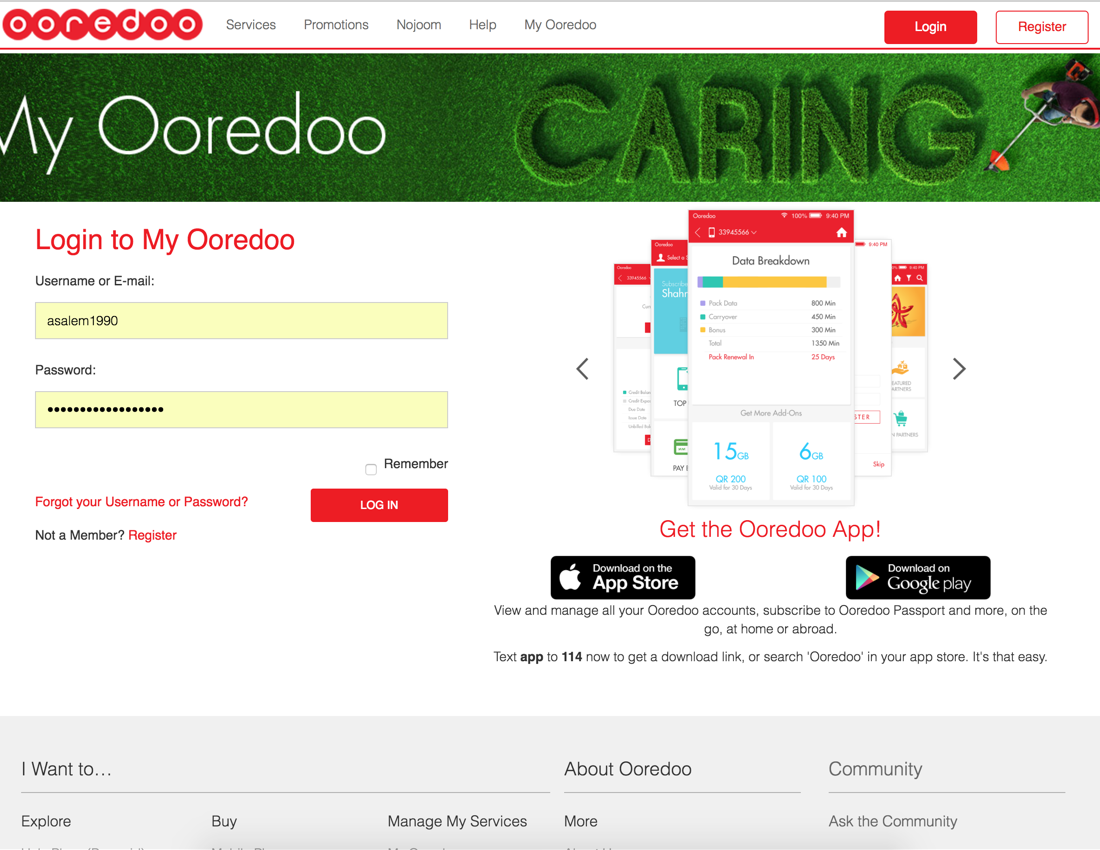 ooredoo
Services Promotions Nojoom Help My Ooredoo
Login Register
My Ooredoo
CARING
Login to My Ooredoo
Username or E-mail:
asalem1990
Password:
••••••••••••••••••
Remember
Forgot your Username or Password?
LOG IN
Not a Member? Register
Ooredoo 100% 9:40 PM
33945566
Data Breakdown
Pack Data 800 Min
Carryover 450 Min
Bonus 300 Min
Total 1350 Min
Pack Renewal In 25 Days
Get More Add-Ons
15GB 6GB
QR 200 QR 100
Valid for 30 Days Valid for 30 Days
Skip
Get the Ooredoo App!
Download on the
App Store
Download on
Google play
View and manage all your Ooredoo accounts, subscribe to Ooredoo Passport and more, on the
go, at home or abroad.
Text app to 114 now to get a download link, or search 'Ooredoo' in your app store. It's that easy.
I Want to… About Ooredoo Community
Explore Buy Manage My Services More Ask the Community